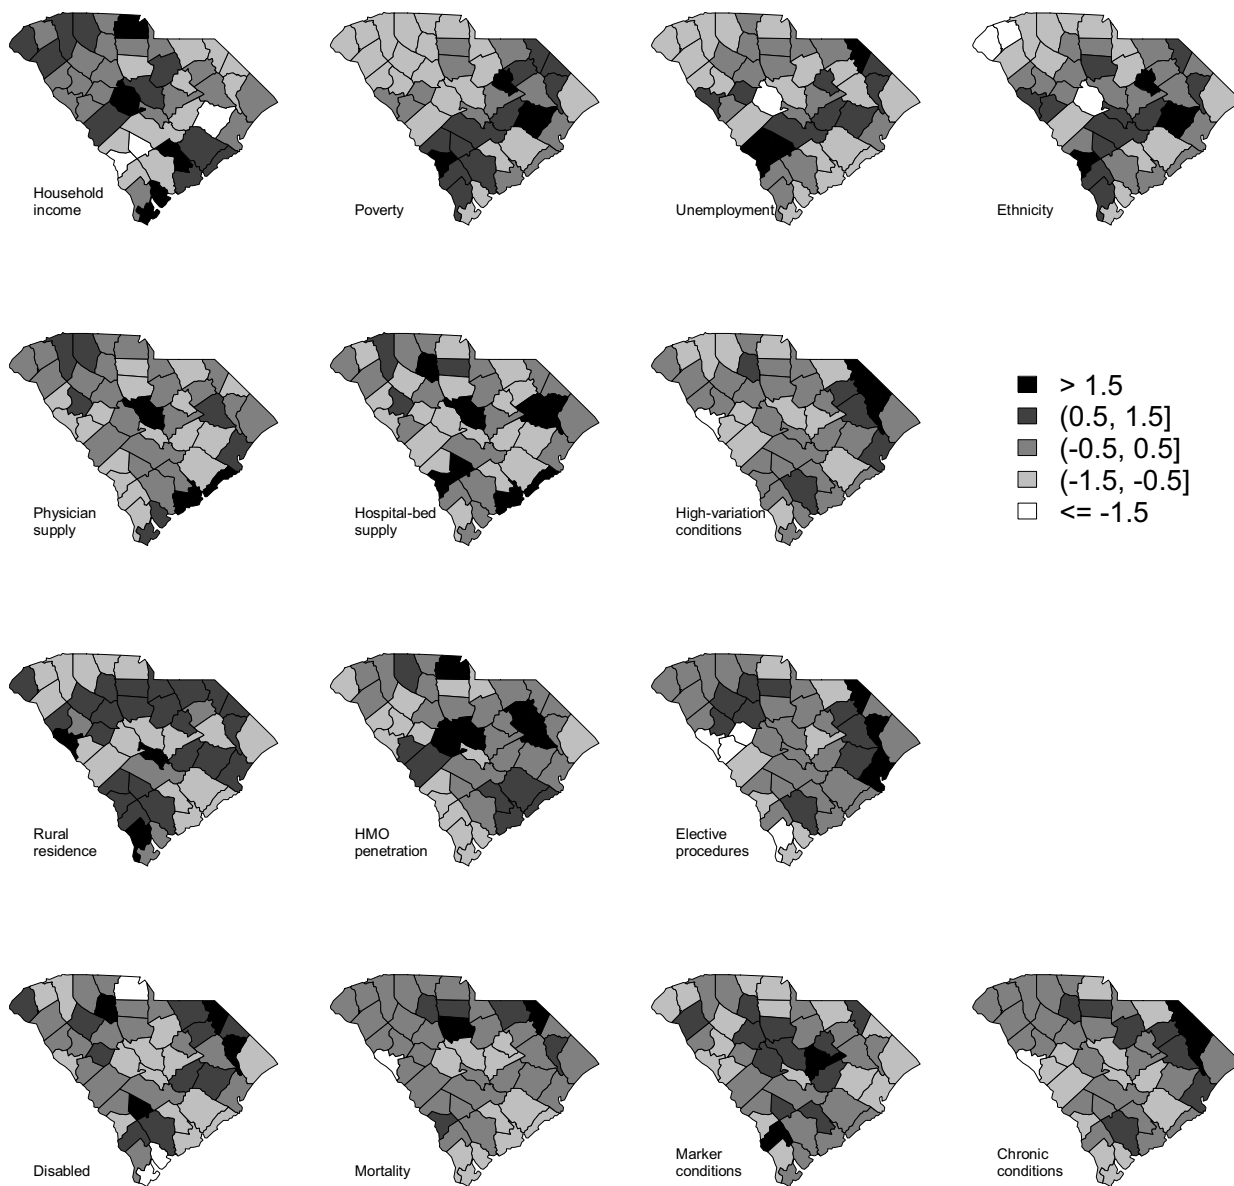 Household
income
Poverty
Unemployment
Ethnicity
Physician
supply
Hospital-bed
supply
High-variation
conditions
> 1.5
(0.5, 1.5]
(-0.5, 0.5]
(-1.5, -0.5]
<= -1.5
Rural
residence
HMO
penetration
Elective
procedures
Disabled
Mortality
Marker
conditions
Chronic
conditions